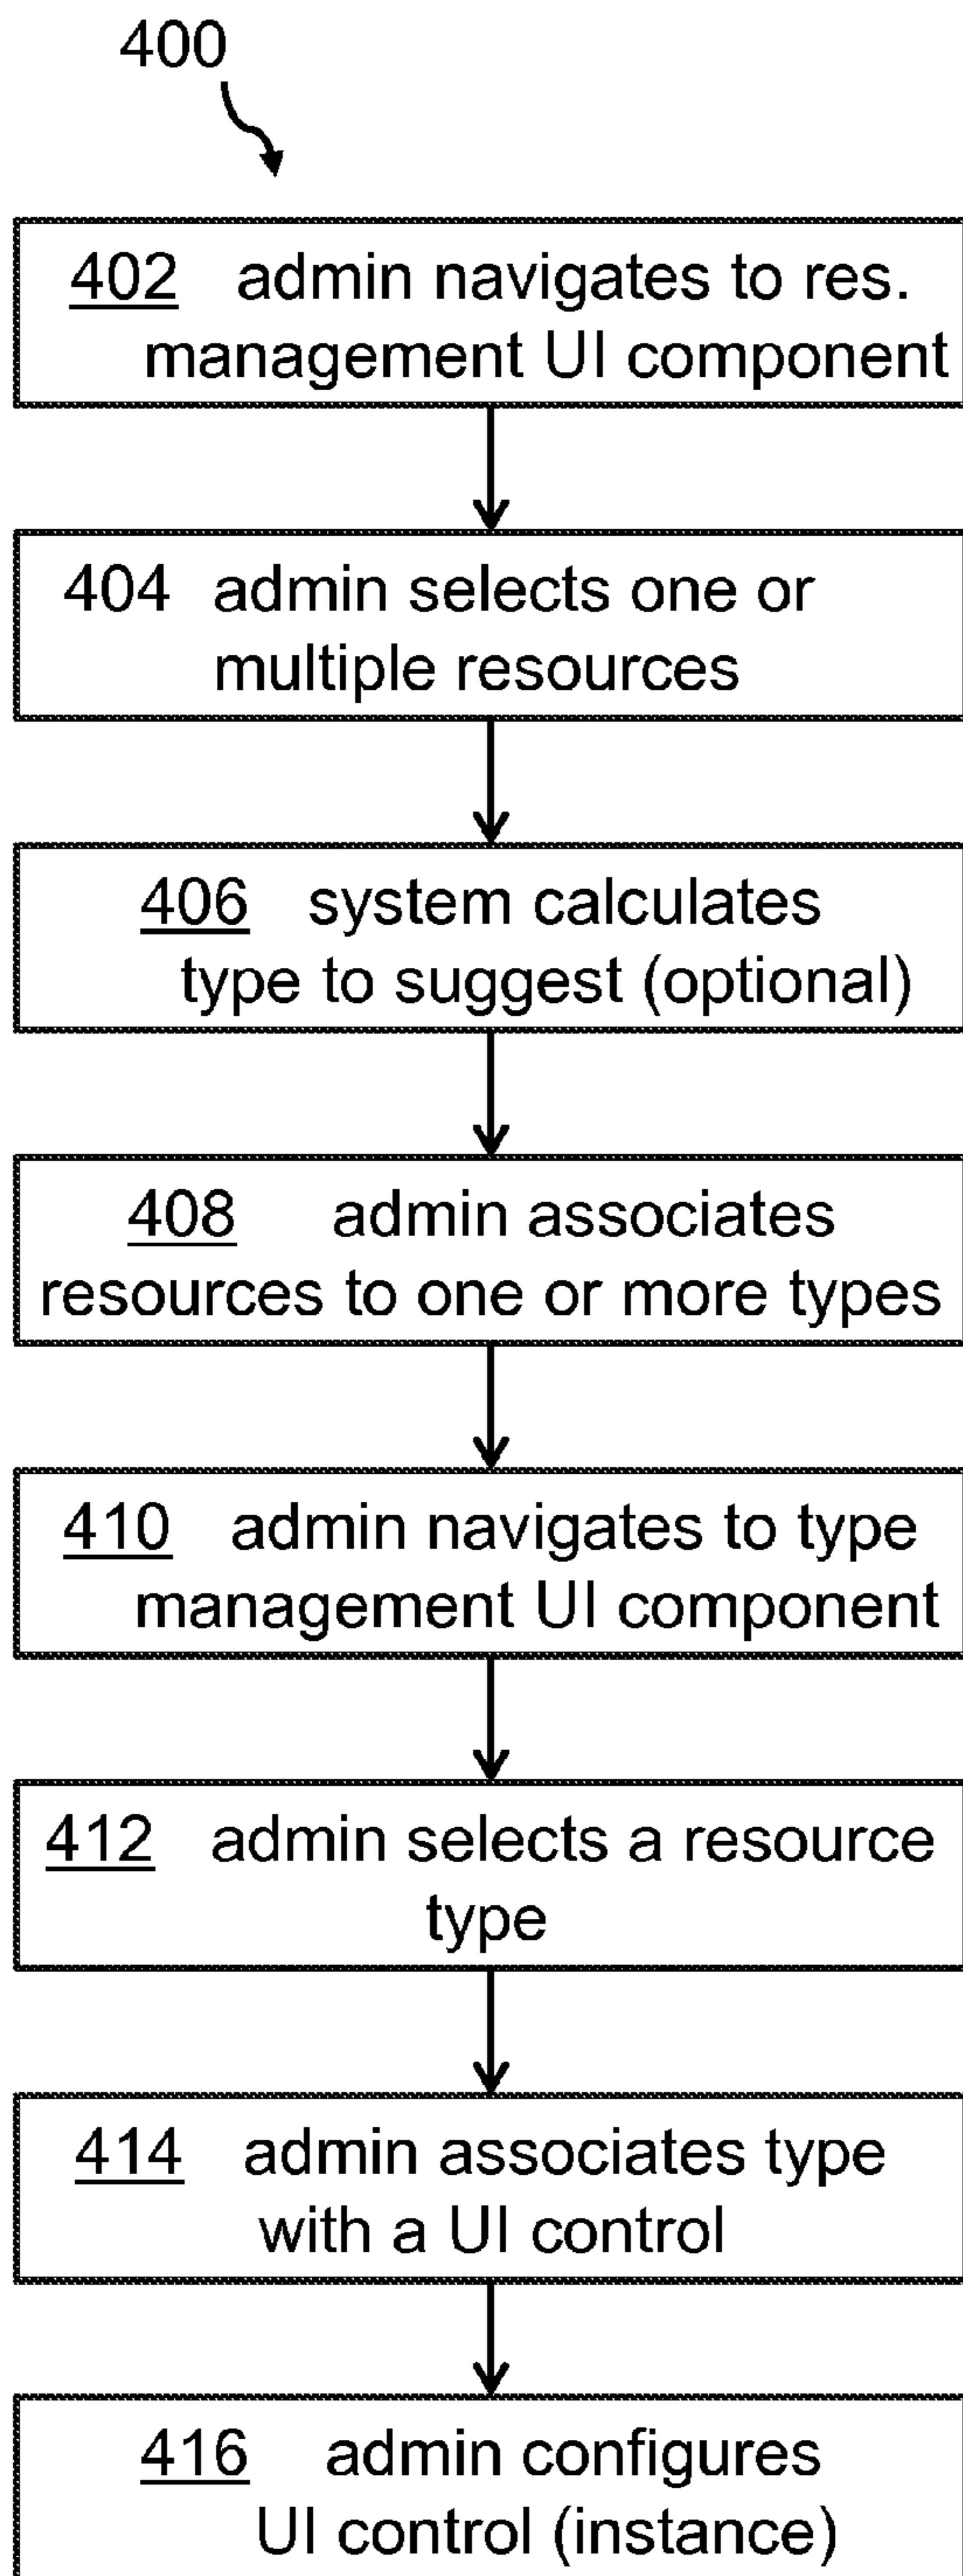 400
402 admin navigates to res.
management UI component
404 admin selects one or
multiple resources
406 system calculates
type to suggest (optional)
408 admin associates
resources to one or more types
410 admin navigates to type
management UI component
412 admin selects a resource
type
414 admin associates type
with a UI control
416 admin configures
UI control (instance)